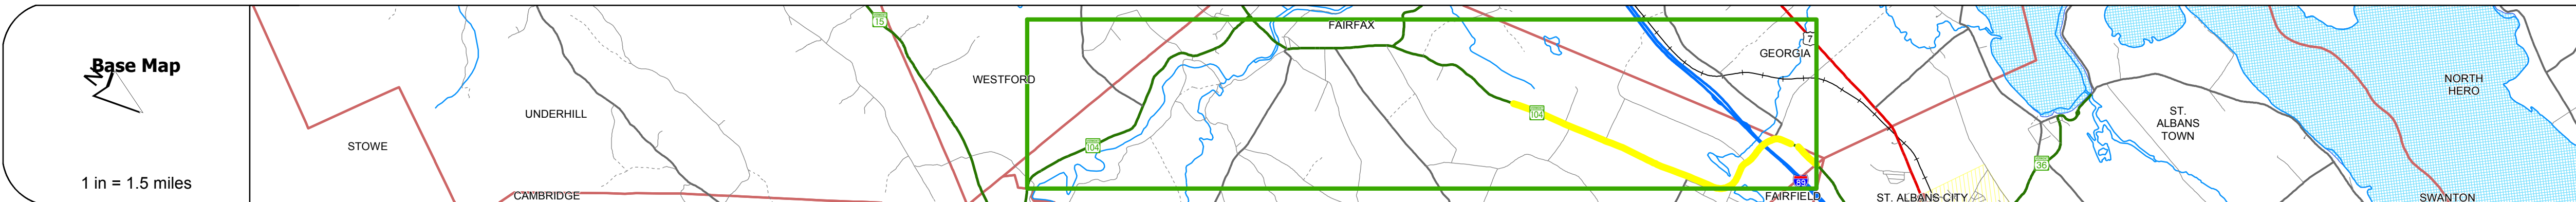 Base Map
N
1 in = 1.5 miles
STOWE
UNDERHILL
CAMBRIDGE
15
WESTFORD
104
FAIRFAX
104
GEORGIA
7
89
FAIRFIELD
ST. ALBANS CITY
36
ST.
ALBANS
TOWN
NORTH
HERO
SWANTON